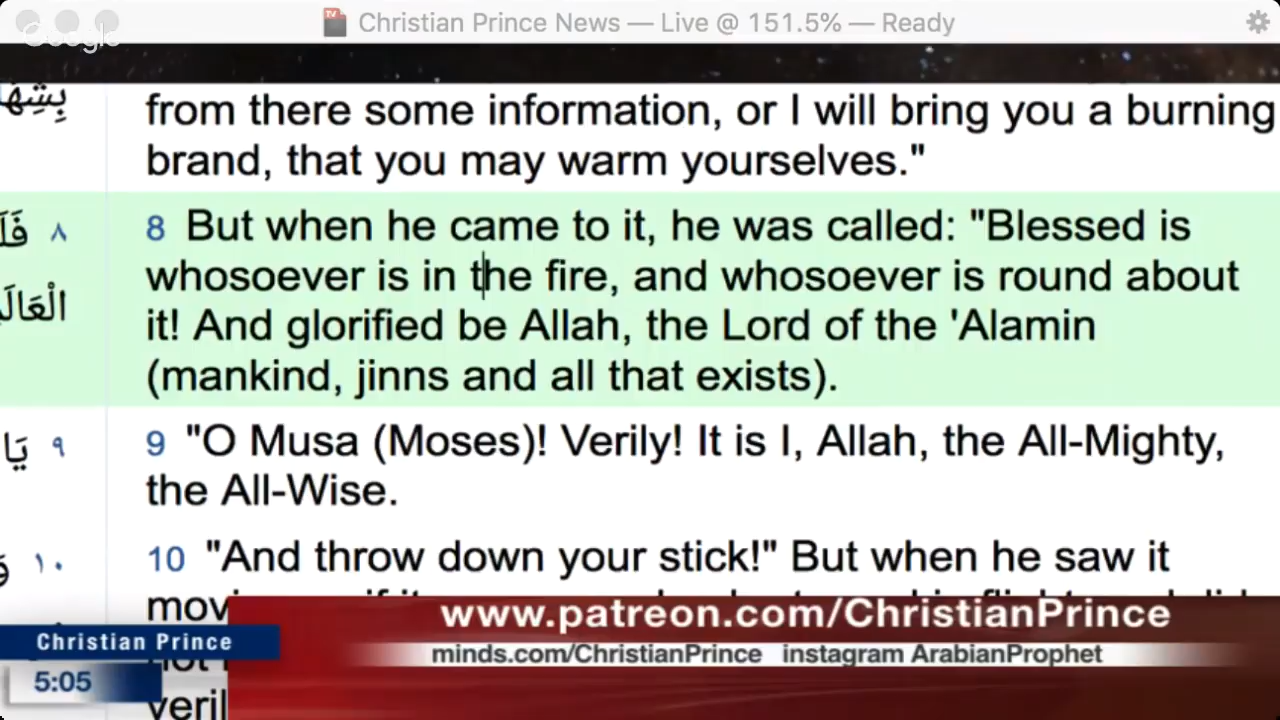 Christian Prince News — Live @ 151.5% — Ready
Google
from there some information, or I will bring you a burning
brand, that you may warm yourselves."
٨
8 But when he came to it, he was called: "Blessed is
whosoever is in the fire, and whosoever is round about
it! And glorified be Allah, the Lord of the 'Alamin
(mankind, jinns and all that exists).
٩ يَا
9 "O Musa (Moses)! Verily! It is I, Allah, the All-Mighty,
the All-Wise.
١٠
10 "And throw down your stick!" But when he saw it
www.patreon.com/ChristianPrince
Christian Prince
minds.com/ChristianPrince instagram ArabianProphet
5:05